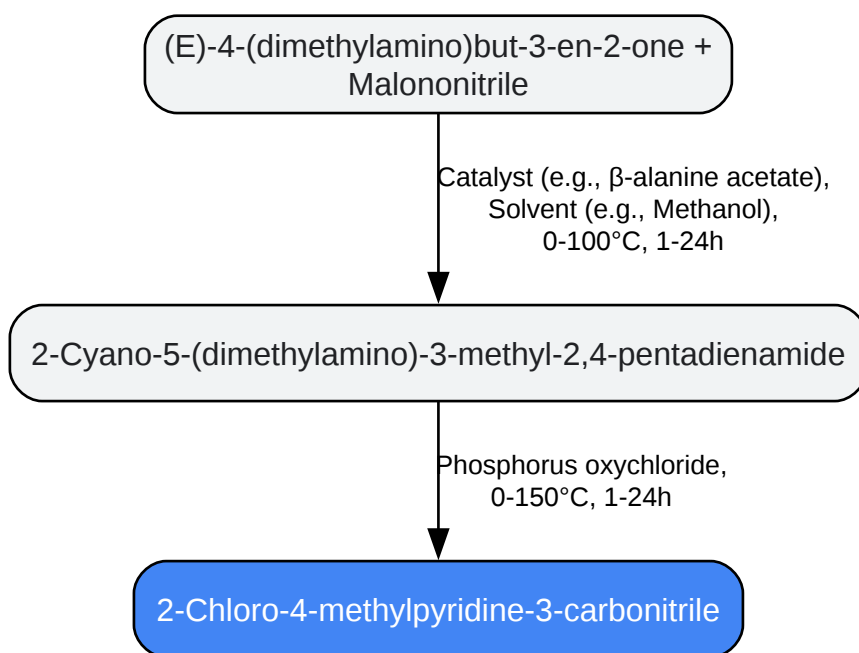 (E)-4-(dimethylamino)but-3-en-2-one +
Malononitrile
Catalyst (e.g., β-alanine acetate),
Solvent (e.g., Methanol),
0-100°C, 1-24h
2-Cyano-5-(dimethylamino)-3-methyl-2,4-pentadienamide
Phosphorus oxychloride,
0-150°C, 1-24h
2-Chloro-4-methylpyridine-3-carbonitrile